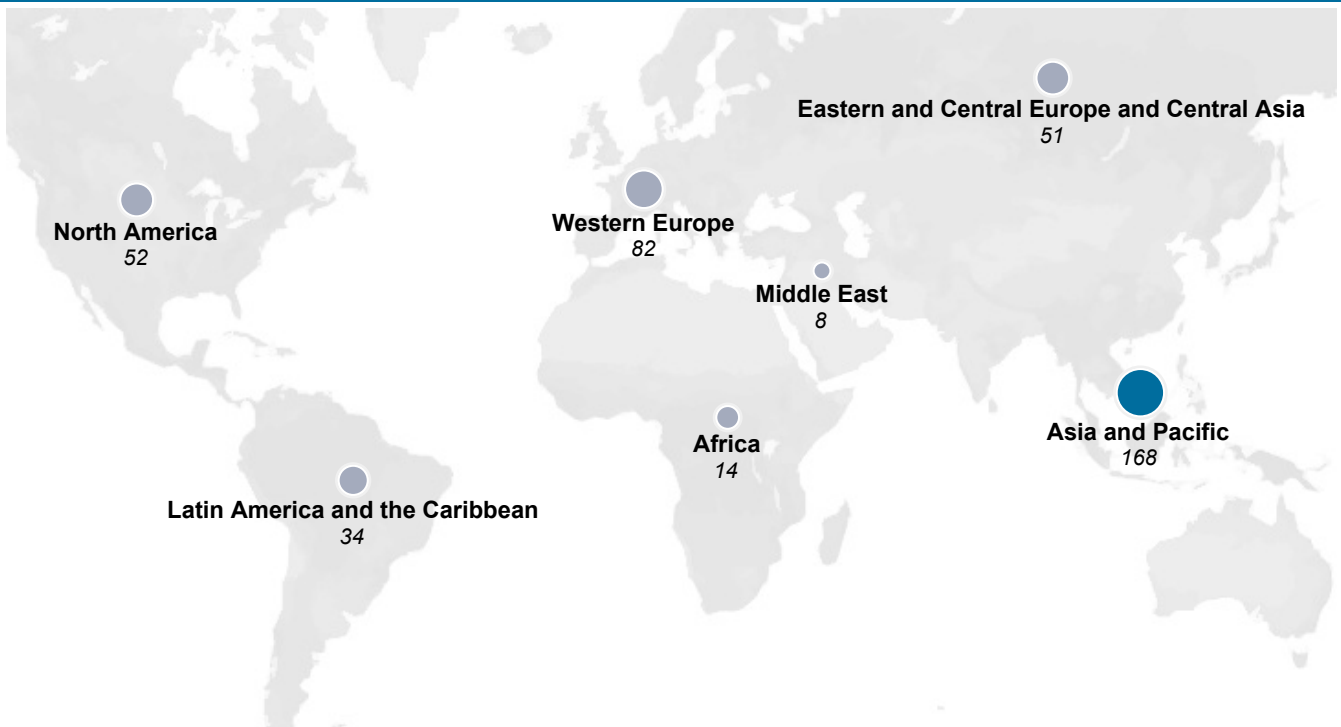 Eastern and Central Europe and Central Asia
51
North America
52
Western Europe
82
Middle East
8
Asia and Pacific
168
Africa
14
Latin America and the Caribbean
34